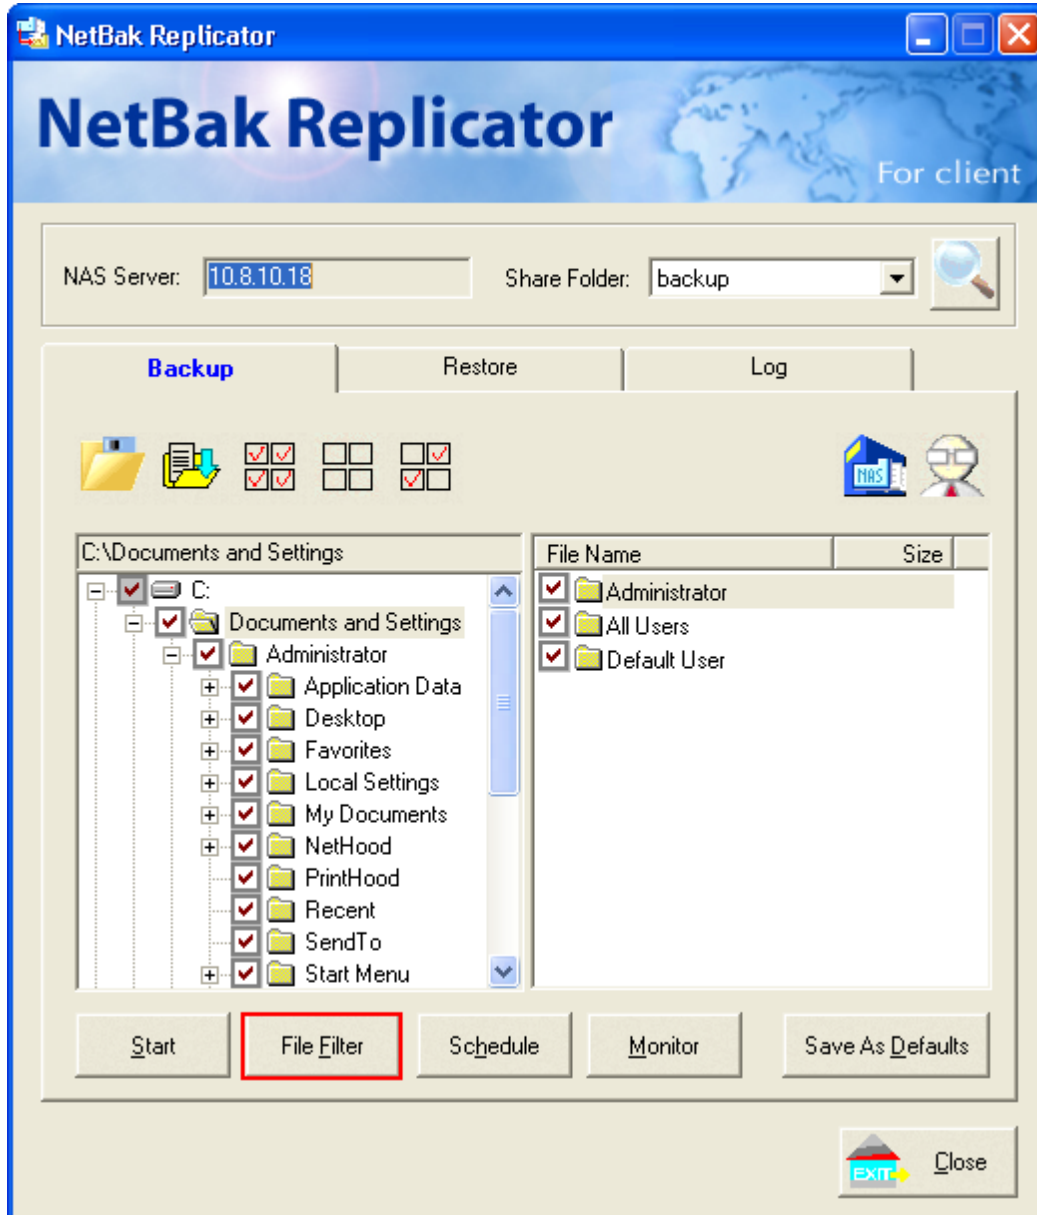 NetBak Replicator
NetBak Replicator
For client
NAS Server: 10.8.10.18 Share Folder: backup
Backup Restore Log
NAS
C:\Documents and Settings
C:
Documents and Settings
Administrator
Application Data
Desktop
Favorites
Local Settings
My Documents
NetHood
PrintHood
Recent
SendTo
Start Menu
File Name Size
Administrator
All Users
Default User
Start File Filter Schedule Monitor Save As Defaults
EXIT Close